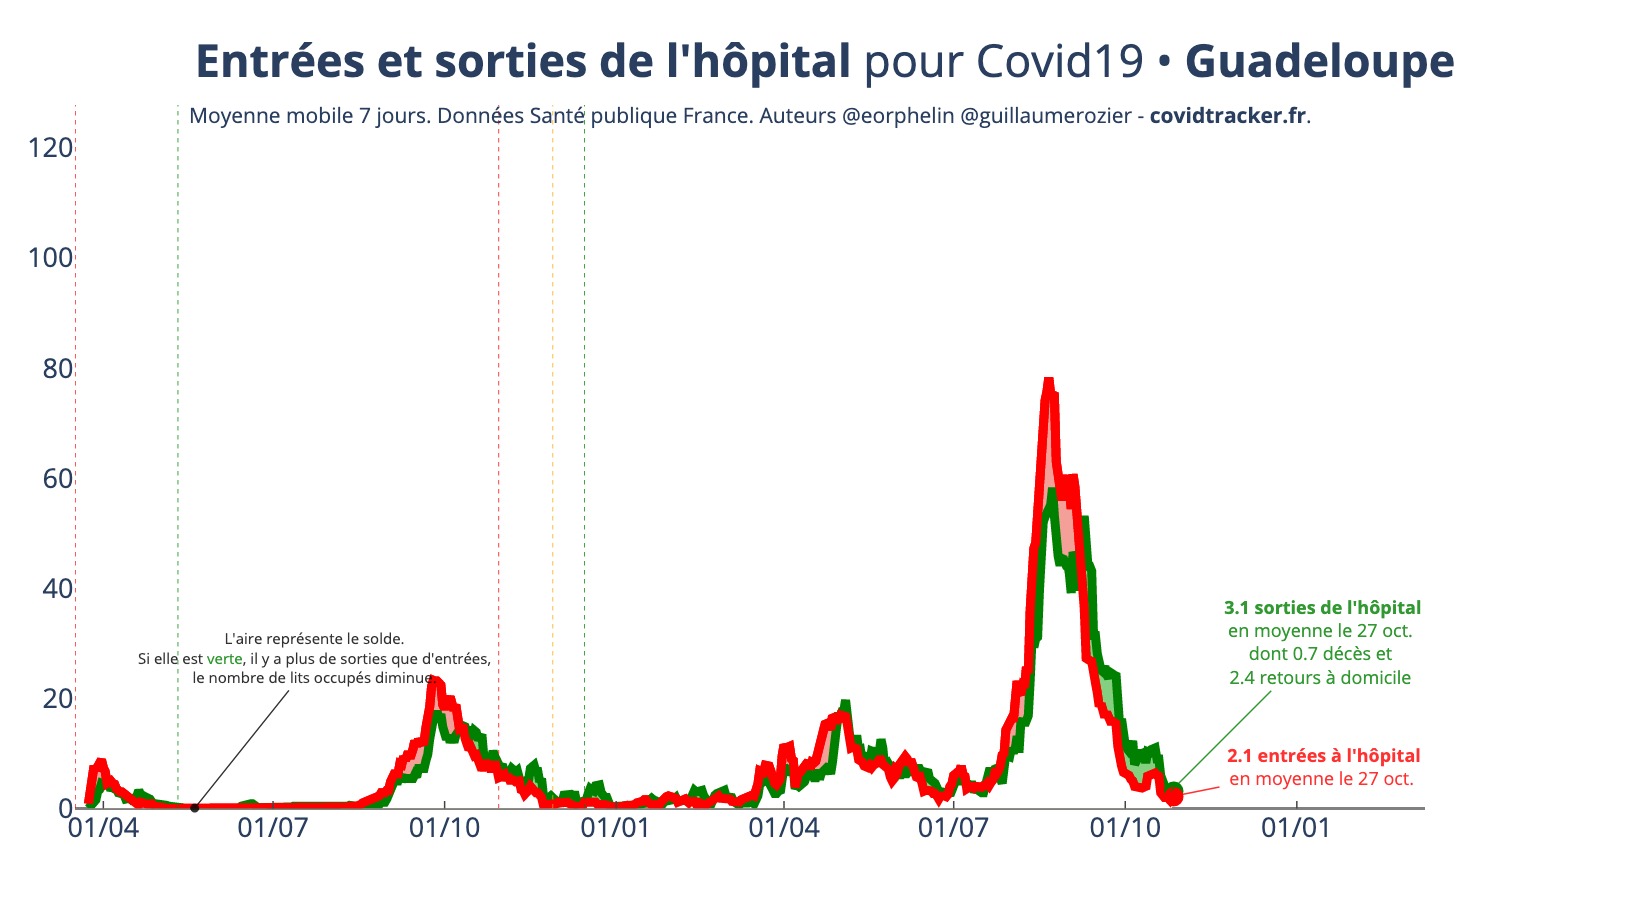 Entrées et sorties de l'hôpital pour Covid19 • Guadeloupe
Moyenne mobile 7 jours. Données Santé publique France. Auteurs @eorphelin @guillaumerozier - covidtracker.fr.
120
100
80
60
40
20
0
L'aire représente le solde.
Si elle est verte, il y a plus de sorties que d'entrées,
le nombre de lits occupés diminue.
3.1 sorties de l'hôpital
en moyenne le 27 oct.
dont 0.7 décès et
2.4 retours à domicile
2.1 entrées à l'hôpital
en moyenne le 27 oct.
01/04 01/07 01/10 01/01 01/04 01/07 01/10 01/01